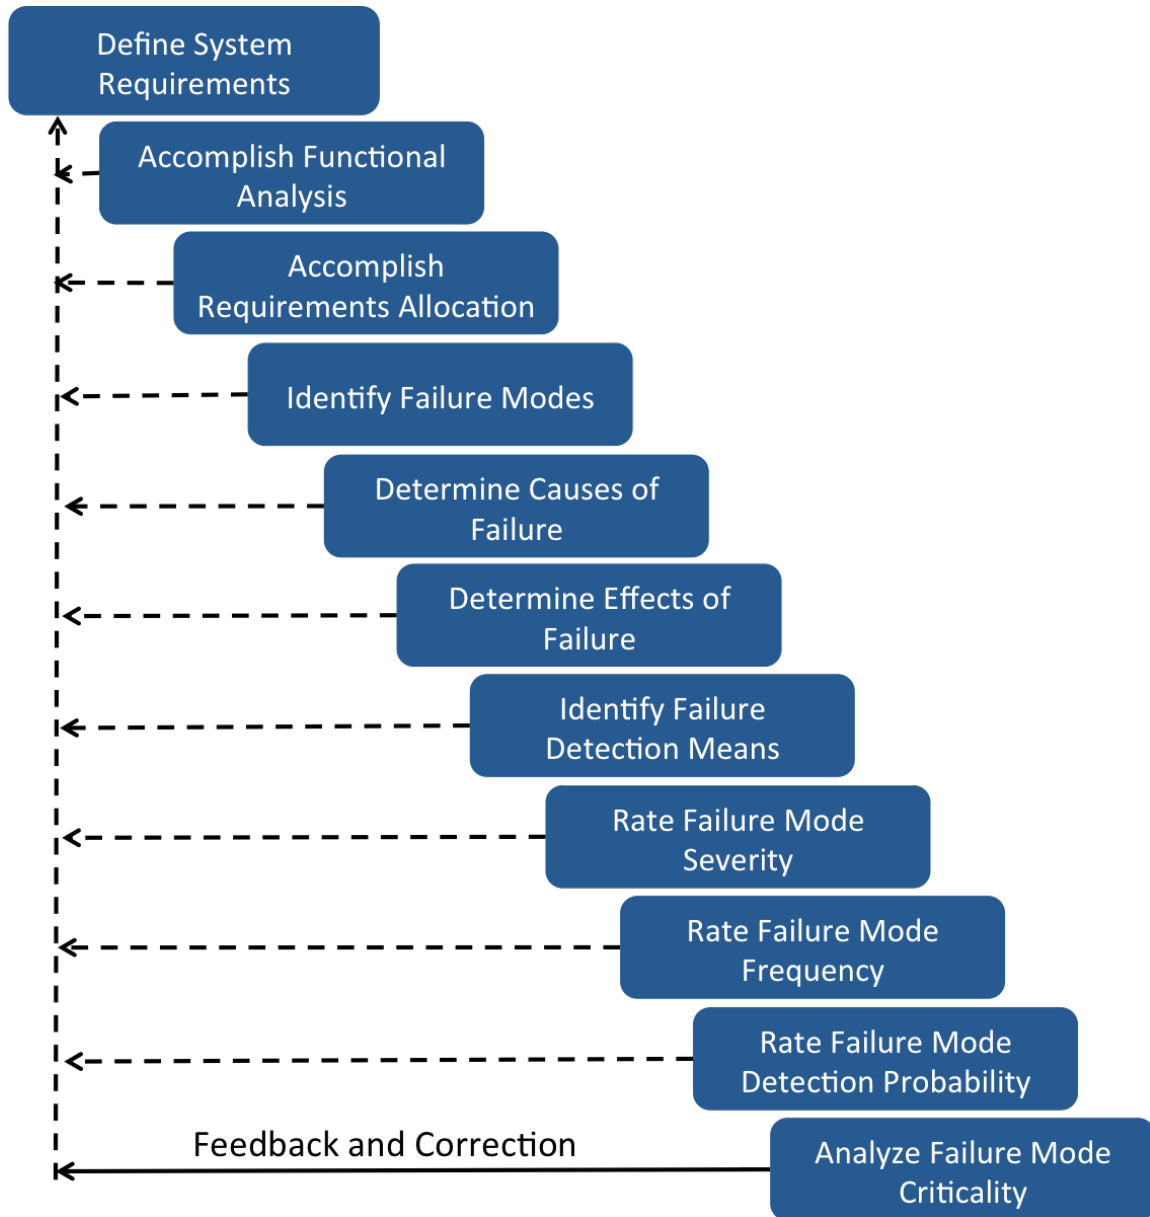 Define System
Requirements
Accomplish Functional
Analysis
Accomplish
Requirements Allocation
Identify Failure Modes
Determine Causes of
Failure
Determine Effects of
Failure
Identify Failure
Detection Means
Rate Failure Mode
Severity
Rate Failure Mode
Frequency
Rate Failure Mode
Detection Probability
Feedback and Correction
Analyze Failure Mode
Criticality